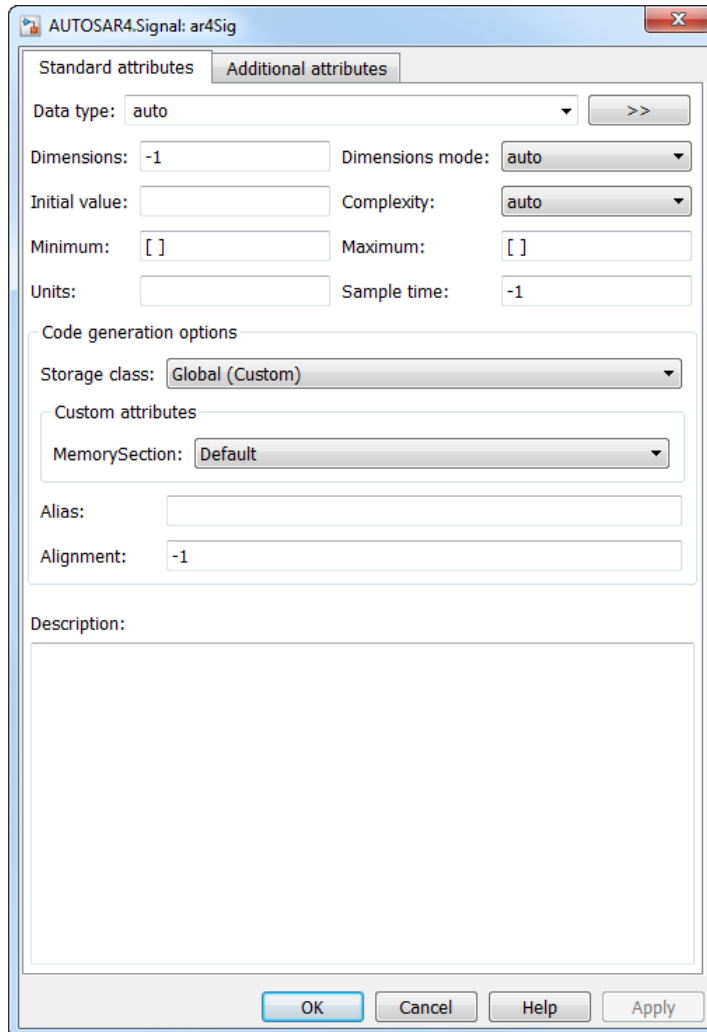 AUTOSAR4.Signal: ar4Sig
Standard attributes Additional attributes
Data type: auto >>
Dimensions: -1 Dimensions mode: auto
Initial value: Complexity: auto
Minimum: [ ] Maximum: [ ]
Units: Sample time: -1
Code generation options
Storage class: Global (Custom)
Custom attributes
MemorySection: Default
Alias:
Alignment: -1
Description:
OK Cancel Help Apply